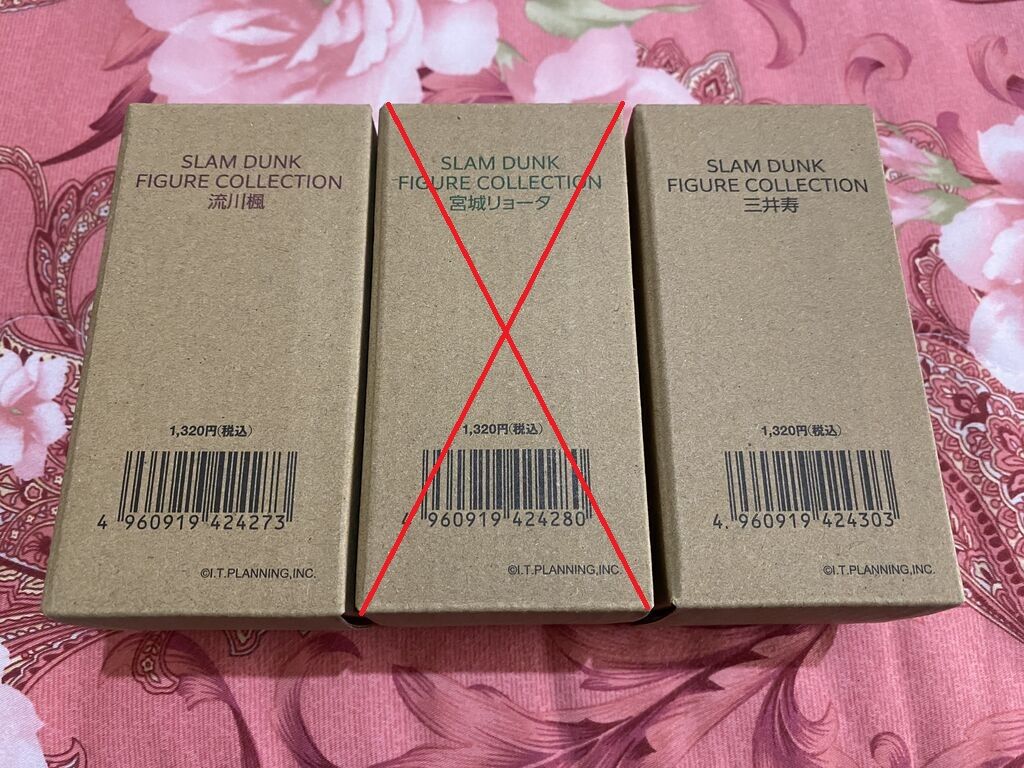 SLAM DUNK
FIGURE COLLECTION
流川楓
1,320円(税込)
4 960919 424273
©I.T.PLANNING,INC.
SLAM DUNK
FIGURE COLLECTION
宮城リョータ
1,320円(税込)
4 960919 424280
©I.T.PLANNING,INC.
SLAM DUNK
FIGURE COLLECTION
三井寿
1,320円(税込)
4 960919 424303
©I.T.PLANNING,INC.